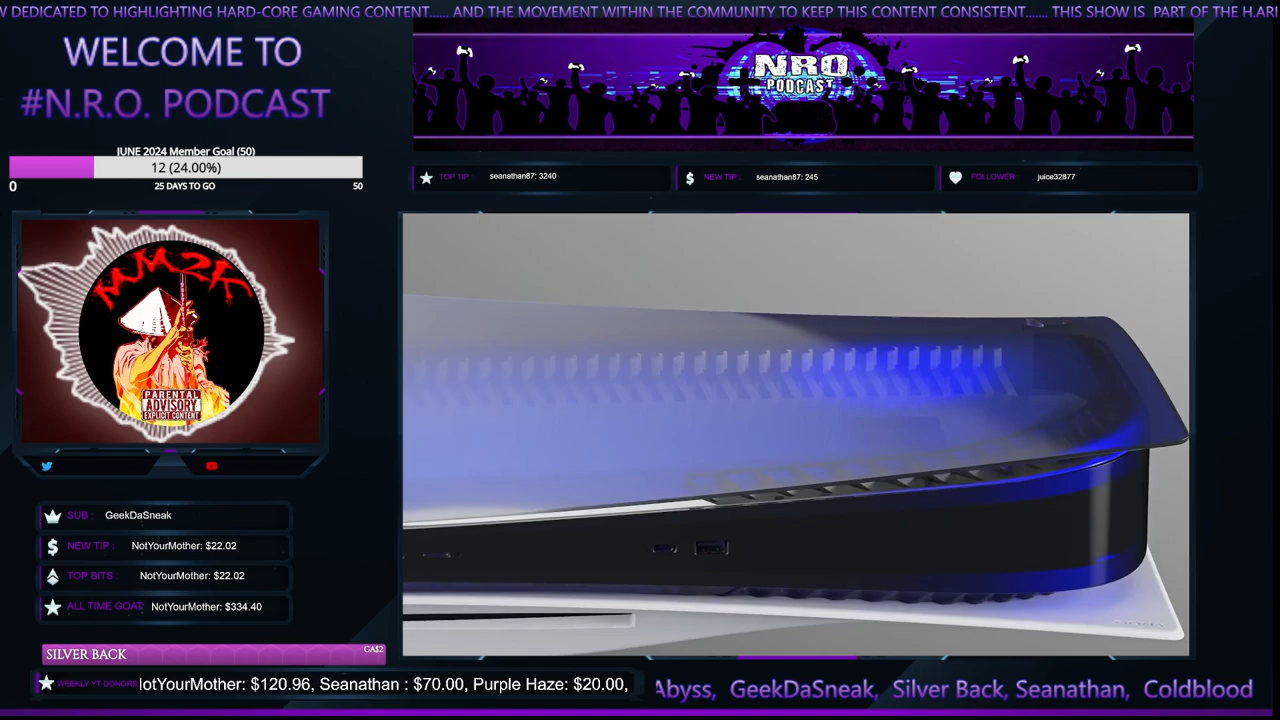 DEDICATED TO HIGHLIGHTING HARD-CORE GAMING CONTENT...... AND THE MOVEMENT WITHIN THE COMMUNITY TO KEEP THIS CONTENT CONSISTENT...... THIS SHOW IS PART OF THE
WELCOME TO
#N.R.O. PODCAST
NRO
PODCAST
JUNE 2024 Member Goal (50)
12 (24.00%)
0 25 DAYS TO GO 50
TOP TIP : seanathan87: 3240
NEW TIP : seanathan87: 245
FOLLOWER : juice32877
MM2K
PARENTAL
ADVISORY
EXPLICIT CONTENT
SUB : GeekDaSneak
NEW TIP : NotYourMother: $22.02
TOP BITS : NotYourMother: $22.02
ALL TIME GOAT: NotYourMother: $334.40
SILVER BACK CA$2
WEEKLY YT DONORS: lotYourMother: $120.96, Seanathan : $70.00, Purple Haze: $20.00,
Abyss, GeekDaSneak, Silver Back, Seanathan, Coldblood